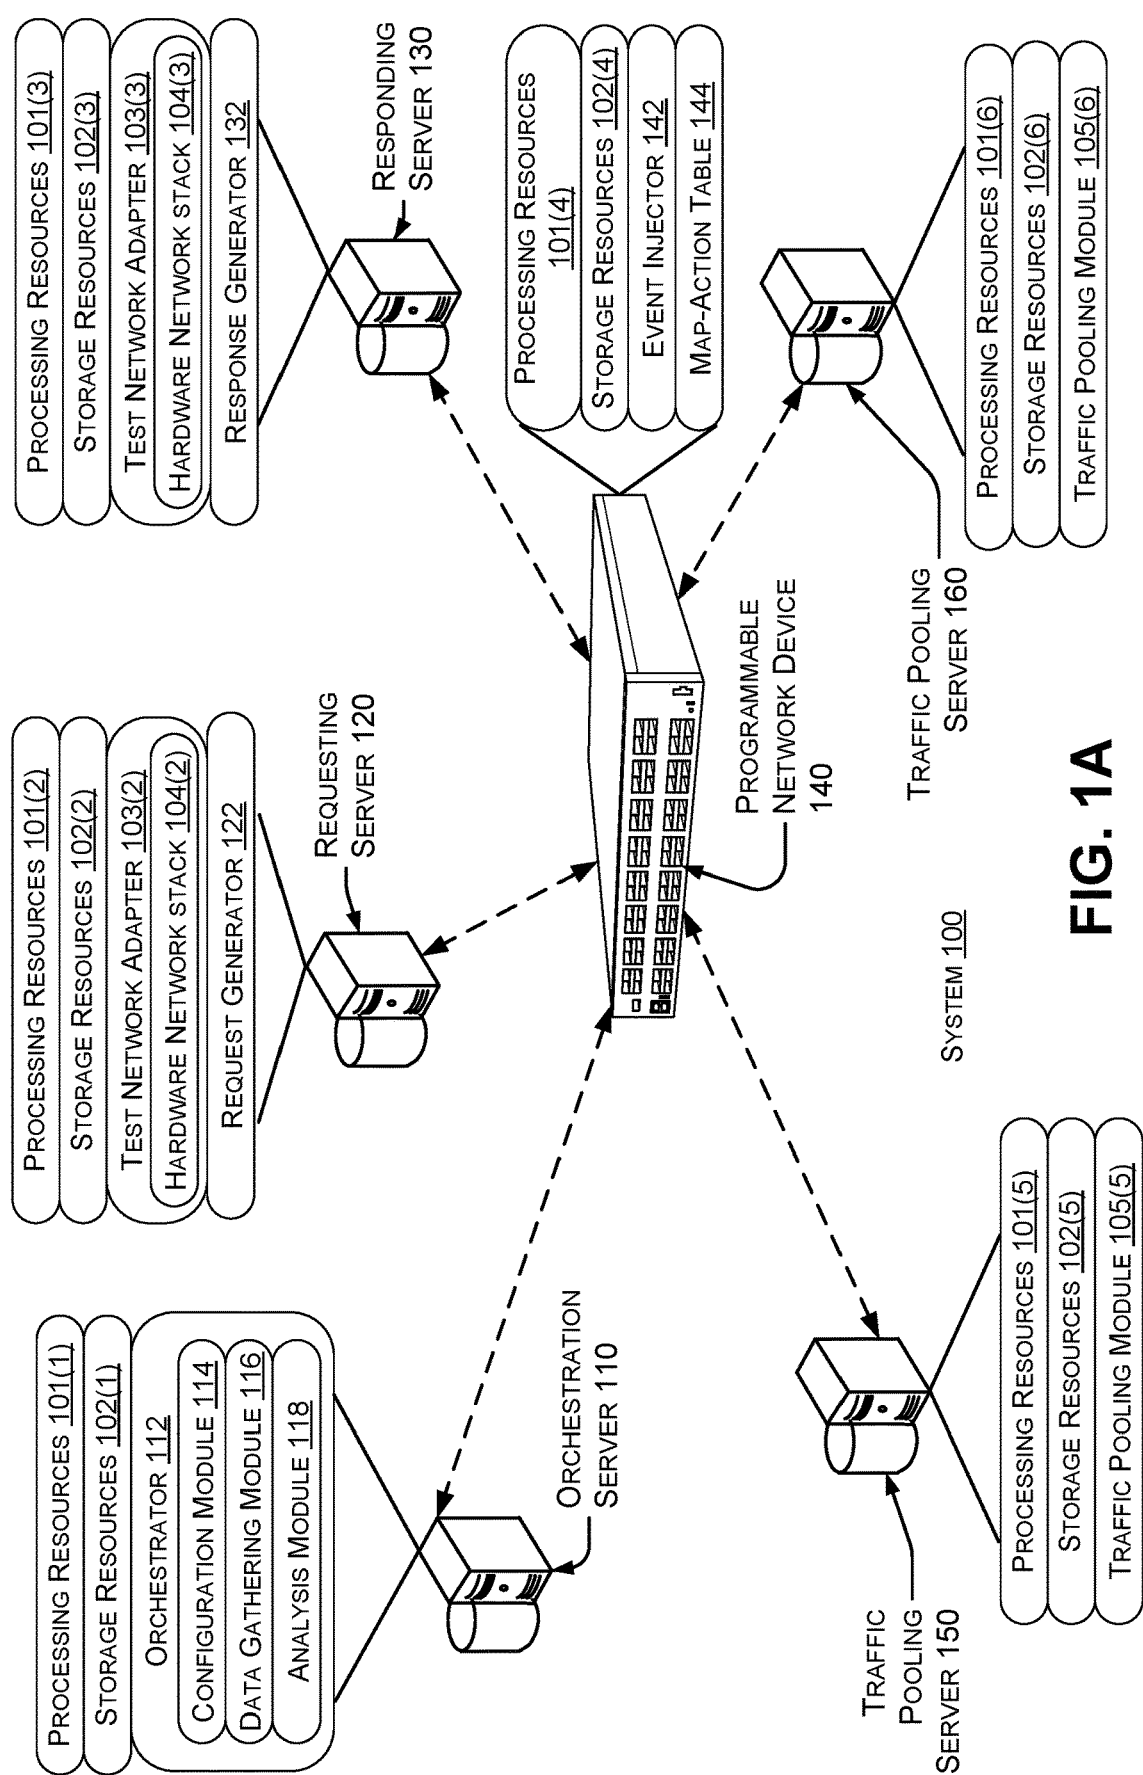 PROCESSING RESOURCES 101(1)
STORAGE RESOURCES 102(1)
ORCHESTRATOR 112
CONFIGURATION MODULE 114
DATA GATHERING MODULE 116
ANALYSIS MODULE 118
ORCHESTRATION
SERVER 110
PROCESSING RESOURCES 101(2)
STORAGE RESOURCES 102(2)
TEST NETWORK ADAPTER 103(2)
HARDWARE NETWORK STACK 104(2)
REQUEST GENERATOR 122
REQUESTING
SERVER 120
PROCESSING RESOURCES 101(3)
STORAGE RESOURCES 102(3)
TEST NETWORK ADAPTER 103(3)
HARDWARE NETWORK STACK 104(3)
RESPONSE GENERATOR 132
RESPONDING
SERVER 130
PROCESSING RESOURCES
101(4)
STORAGE RESOURCES 102(4)
EVENT INJECTOR 142
MAP-ACTION TABLE 144
PROGRAMMABLE
NETWORK DEVICE
140
TRAFFIC
POOLING
SERVER 150
PROCESSING RESOURCES 101(5)
STORAGE RESOURCES 102(5)
TRAFFIC POOLING MODULE 105(5)
TRAFFIC POOLING
SERVER 160
PROCESSING RESOURCES 101(6)
STORAGE RESOURCES 102(6)
TRAFFIC POOLING MODULE 105(6)
SYSTEM 100
FIG. 1A